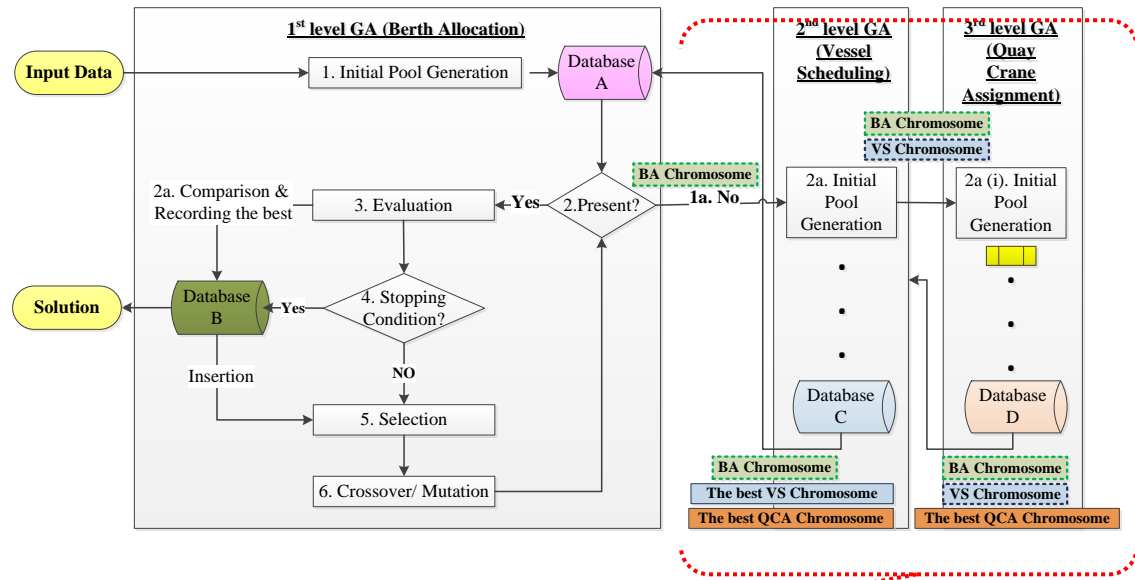 1st level GA (Berth Allocation)
2nd level GA
(Vessel
Scheduling)
3rd level GA
(Quay
Crane
Assignment)
Input Data
1. Initial Pool Generation
Database
A
BA Chromosome
VS Chromosome
BA Chromosome
2a. Comparison &
Recording the best
3. Evaluation
Yes
2.Present?
1a. No
2a. Initial
Pool
Generation
2a (i). Initial
Pool
Generation
Solution
Database
B
Yes
4. Stopping
Condition?
Insertion
NO
5. Selection
Database
C
Database
D
6. Crossover/ Mutation
BA Chromosome
The best VS Chromosome
The best QCA Chromosome
BA Chromosome
VS Chromosome
The best QCA Chromosome